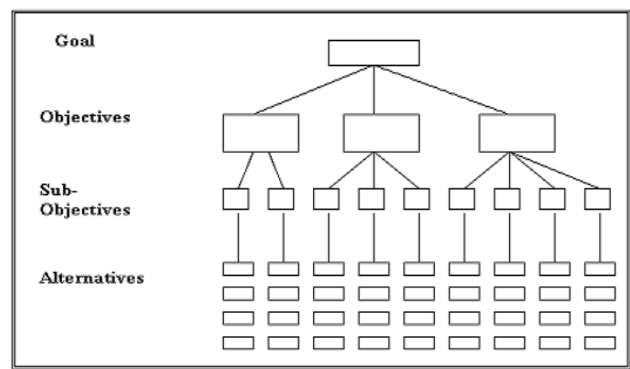 Goal
Objectives
Sub-
Objectives
Alternatives